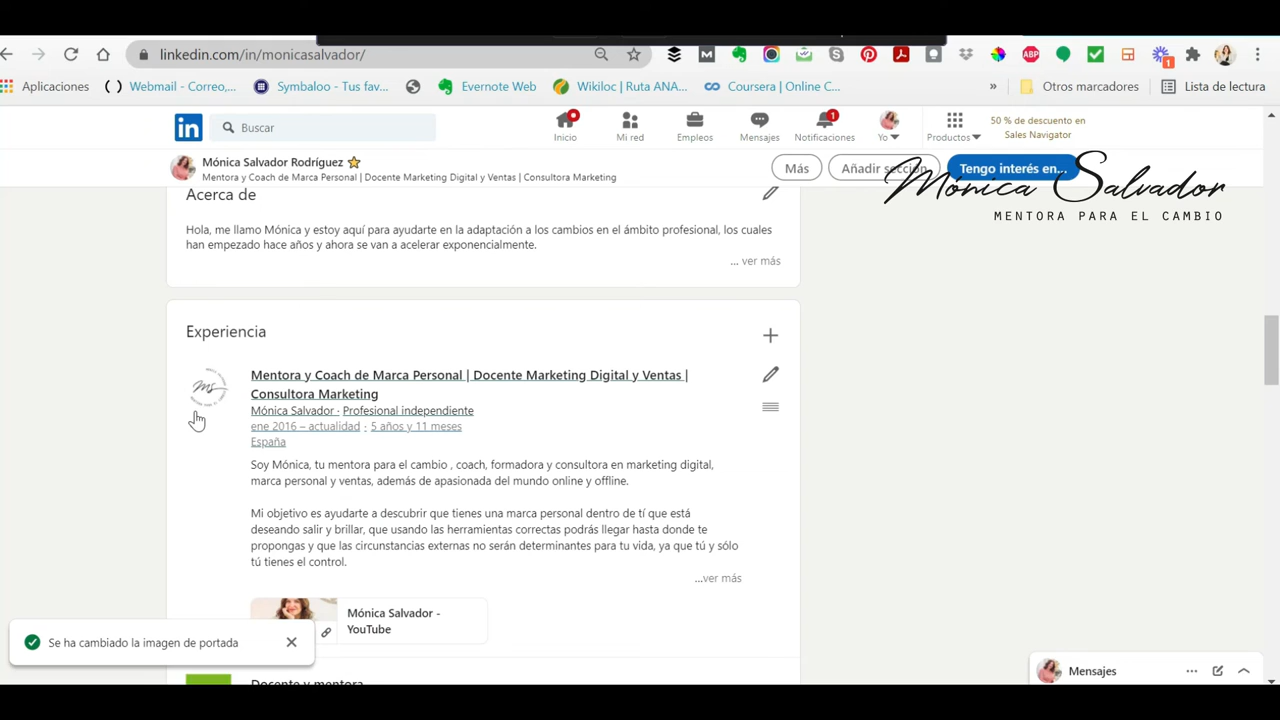 linkedin.com/in/monicasalvador/
Aplicaciones
Webmail - Correo,...
Symbaloo - Tus fav...
Evernote Web
Wikiloc | Ruta ANA...
Coursera | Online C...
»
Otros marcadores
Lista de lectura
in
Buscar
Inicio
Mi red
Empleos
Mensajes
1
Notificaciones
Yo
Productos
50 % de descuento en
Sales Navigator
Mónica Salvador Rodríguez
Mentora y Coach de Marca Personal | Docente Marketing Digital y Ventas | Consultora Marketing
Más
Añadir sección
Tengo interés en...
Mónica Salvador
MENTORA PARA EL CAMBIO
Acerca de
Hola, me llamo Mónica y estoy aquí para ayudarte en la adaptación a los cambios en el ámbito profesional, los cuales
han empezado hace años y ahora se van a acelerar exponencialmente.
... ver más
Experiencia
ms
Mentora y Coach de Marca Personal | Docente Marketing Digital y Ventas |
Consultora Marketing
Mónica Salvador · Profesional independiente
ene 2016 – actualidad · 5 años y 11 meses
España
Soy Mónica, tu mentora para el cambio , coach, formadora y consultora en marketing digital,
marca personal y ventas, además de apasionada del mundo online y offline.
Mi objetivo es ayudarte a descubrir que tienes una marca personal dentro de tí que está
deseando salir y brillar, que usando las herramientas correctas podrás llegar hasta donde te
propongas y que las circunstancias externas no serán determinantes para tu vida, ya que tú y sólo
tú tienes el control.
...ver más
Mónica Salvador -
YouTube
Se ha cambiado la imagen de portada
Docente y mentora
Mensajes